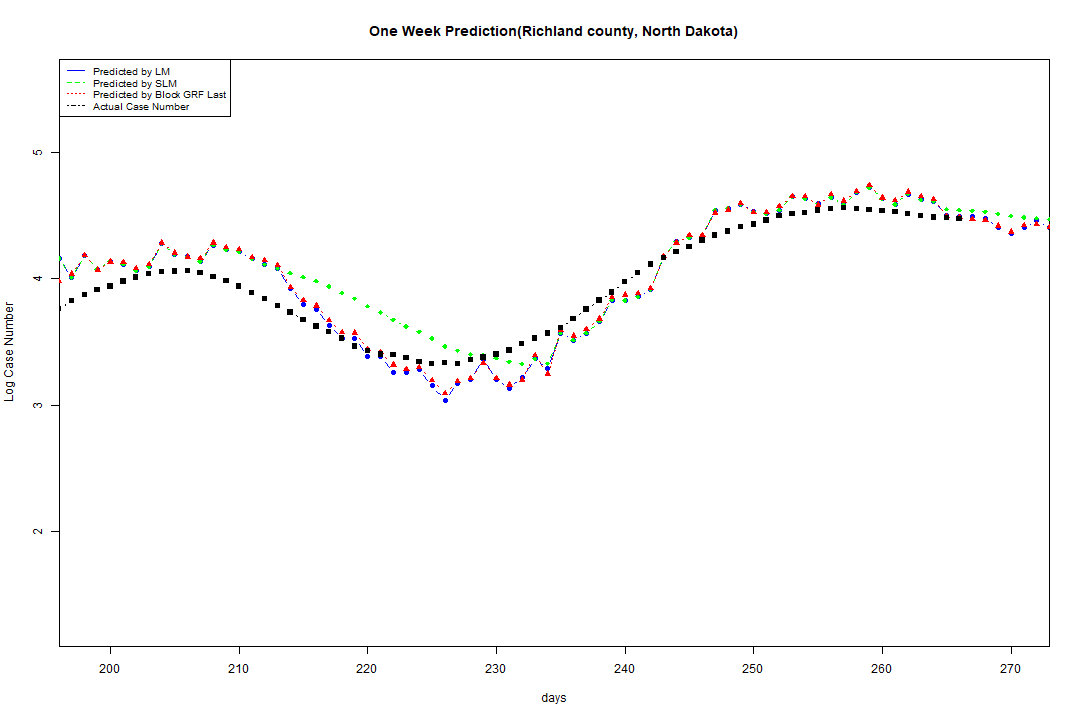 One Week Prediction(Richland county, North Dakota)
Predicted by LM
Predicted by SLM
Predicted by Block GRF Last
Actual Case Number
5
4
3
2
Log Case Number
200 210 220 230 240 250 260 270
days